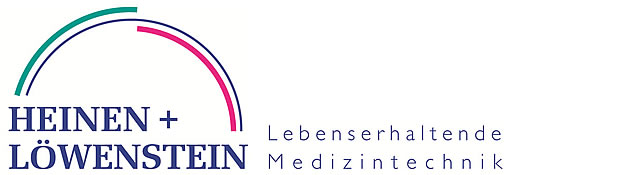 HEINEN +
LÖWENSTEIN
Lebenserhaltende
Medizintechnik